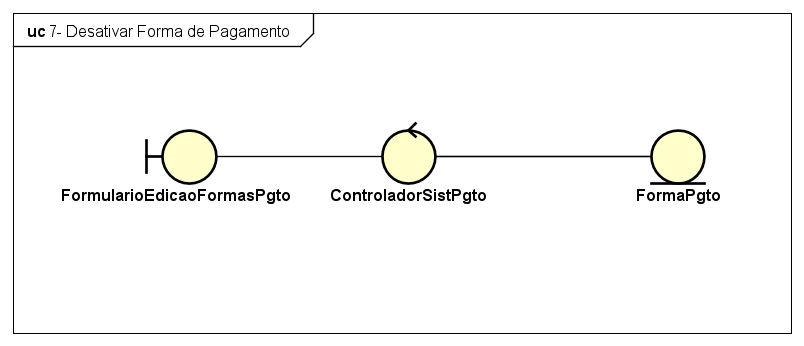 uc 7- Desativar Forma de Pagamento
FormularioEdicaoFormasPgto ControladorSistPgto FormaPgto